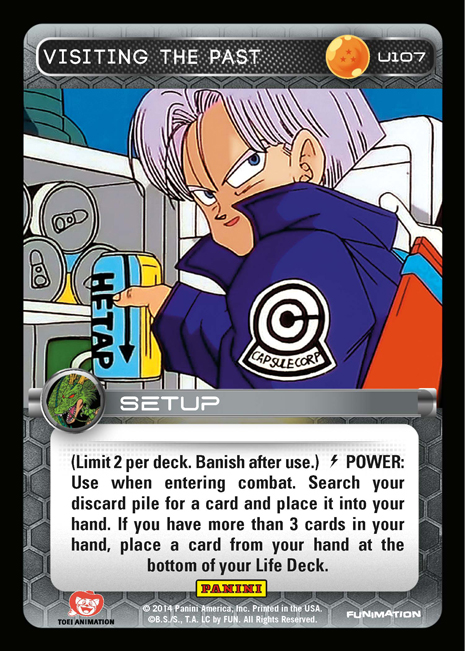 VISITING THE PAST
U107
HETAP
CAPSULE CORP
SETUP
(Limit 2 per deck. Banish after use.) ⚡ POWER:
Use when entering combat. Search your
discard pile for a card and place it into your
hand. If you have more than 3 cards in your
hand, place a card from your hand at the
bottom of your Life Deck.
PANINI
TOEI ANIMATION
© 2014 Panini America, Inc. Printed in the USA.
©B.S./S., T.A. LC by FUN. All Rights Reserved.
FUNIMATION